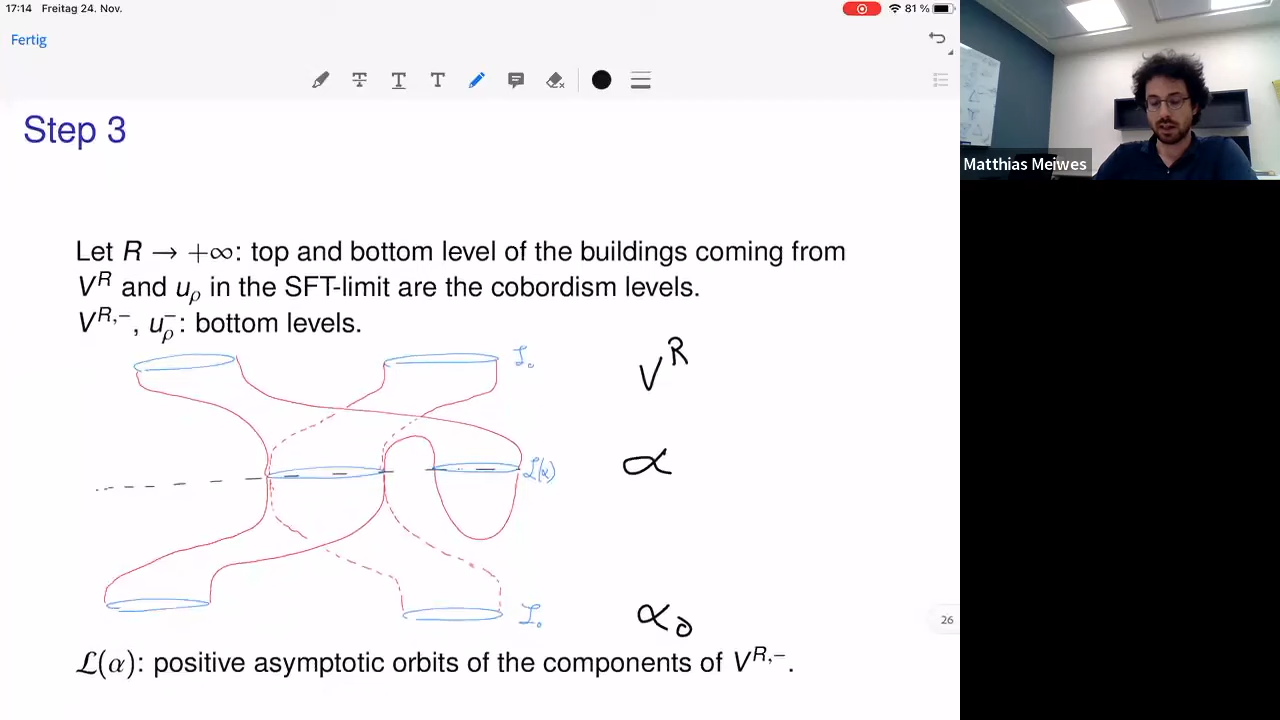 17:14 Freitag 24. Nov.
81 %
Fertig
Step 3
Matthias Meiwes
Let R → +∞: top and bottom level of the buildings coming from
V^R and u_ρ in the SFT-limit are the cobordism levels.
V^{R,−}, u_ρ^−: bottom levels.
V^R
L_0
α
ℒ(α)
α_0
L_0
26
ℒ(α): positive asymptotic orbits of the components of V^{R,−}.